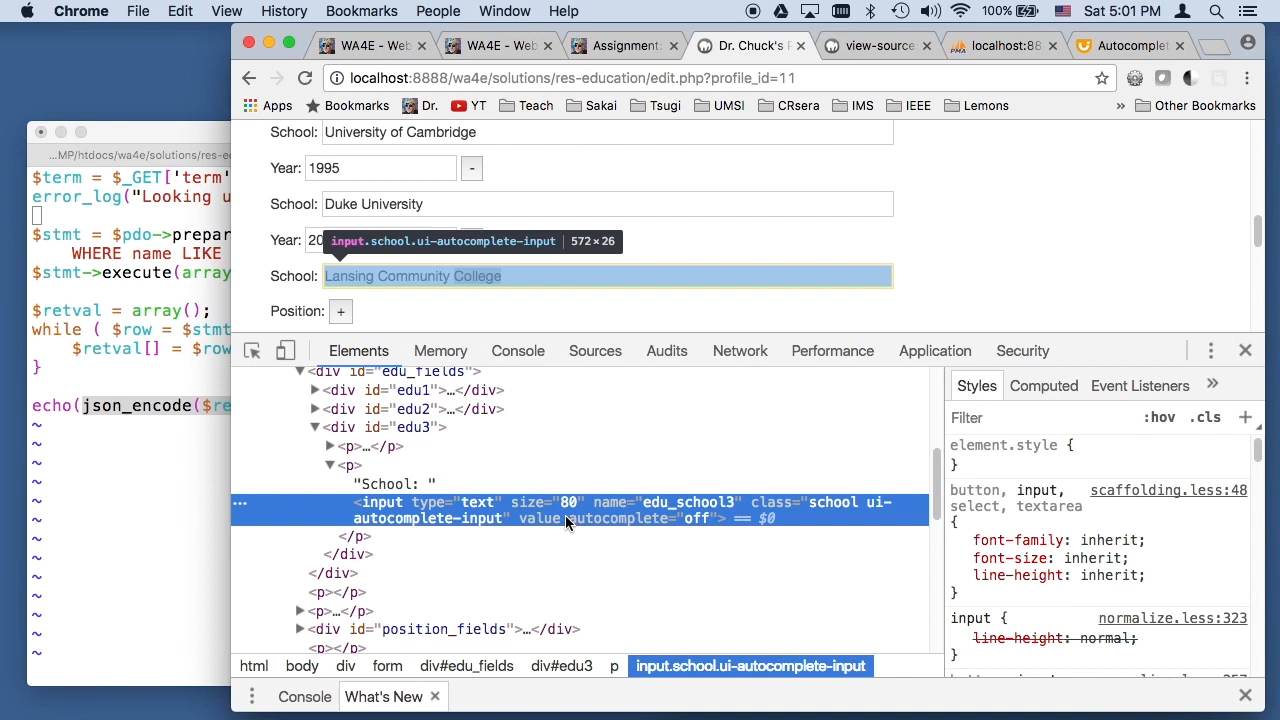 Chrome File Edit View History Bookmarks People Window Help 100% Sat 5:01 PM
WA4E - Web
WA4E - Web
Assignment:
Dr. Chuck's
view-source
localhost:88
Autocomplet
localhost:8888/wa4e/solutions/res-education/edit.php?profile_id=11
Apps Bookmarks Dr. YT Teach Sakai Tsugi UMSI CRsera IMS IEEE Lemons » Other Bookmarks
...MP/htdocs/wa4e/solutions/res-e
$term = $_GET['term'
error_log("Looking u
$stmt = $pdo->prepar
WHERE name LIKE
$stmt->execute(array
$retval = array();
while ( $row = $stmt
$retval[] = $row
}
echo(json_encode($re
~
~
~
~
~
~
~
~
~
~
~
~
~
School: University of Cambridge
Year: 1995 -
School: Duke University
Year: 20
input.school.ui-autocomplete-input 572×26
School: Lansing Community College
Position: +
Elements Memory Console Sources Audits Network Performance Application Security
▼<div id="edu_fields">
▶<div id="edu1">…</div>
▶<div id="edu2">…</div>
▼<div id="edu3">
▶<p>…</p>
▼<p>
"School: "
<input type="text" size="80" name="edu_school3" class="school ui-
autocomplete-input" value autocomplete="off"> == $0
</p>
</div>
</div>
<p></p>
▶<p>…</p>
▶<div id="position_fields">…</div>
<p></p>
html body div form div#edu_fields div#edu3 p input.school.ui-autocomplete-input
Styles Computed Event Listeners »
Filter :hov .cls +
element.style {
}
button, input, scaffolding.less:48
select, textarea
{
font-family: inherit;
font-size: inherit;
line-height: inherit;
}
input { normalize.less:323
line-height: normal;
}
Console What's New ×